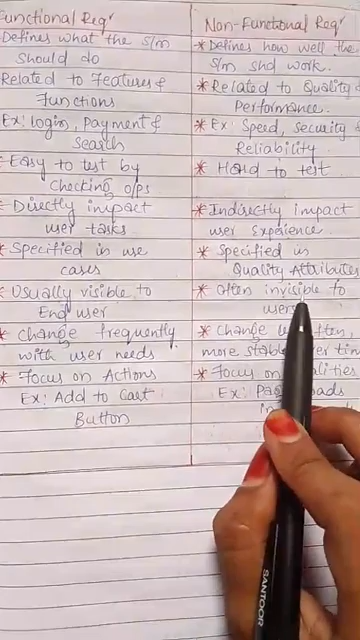 Functional Req'
Defines what the s/m
should do
Related to Features &
Functions
Ex: login, Payment &
Search
Easy to test by
Checking o/ps
Directly impact
user tasks
* Specified in use
cases
Usually visible to
End user
* Change frequently
with user needs
* Focus on Actions
Ex: Add to Cart
Button
Non-Functional Req'
* Defines how well the
s/m shd work.
* Related to Quality &
Performance.
* Ex: Speed, Security &
Reliability
* Hard to test
* Indirectly impact
user Experience.
* Specified in
Quality Attributes
* Often invisible to
users
* Change
more
* Focus on
Ex:
SANTOOR